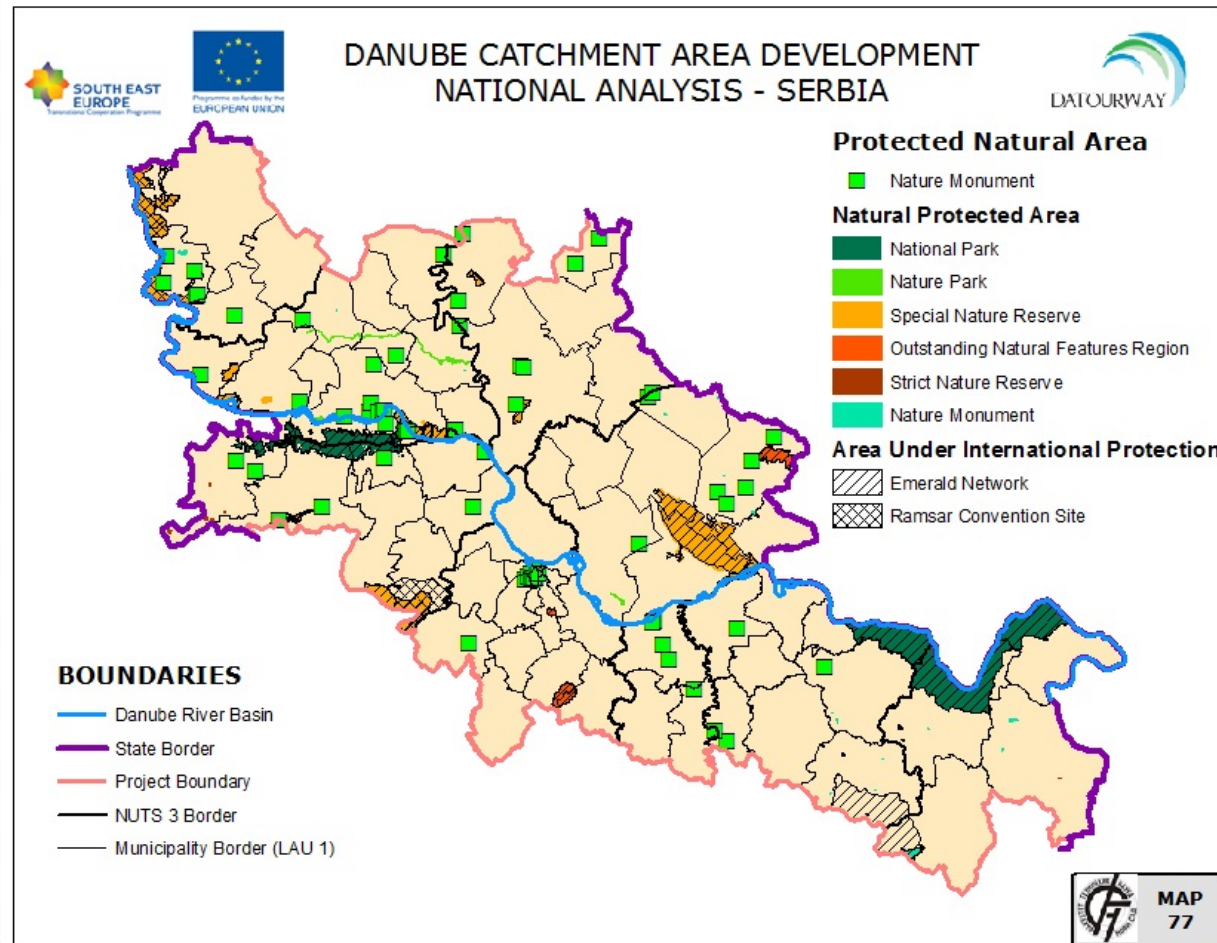 DANUBE CATCHMENT AREA DEVELOPMENT
NATIONAL ANALYSIS - SERBIA
SOUTH EAST
EUROPE
Transnational Cooperation Programme
Programme co-funded by the
EUROPEAN UNION
DATOURWAY
Protected Natural Area
Nature Monument
Natural Protected Area
National Park
Nature Park
Special Nature Reserve
Outstanding Natural Features Region
Strict Nature Reserve
Nature Monument
Area Under International Protection
Emerald Network
Ramsar Convention Site
BOUNDARIES
Danube River Basin
State Border
Project Boundary
NUTS 3 Border
Municipality Border (LAU 1)
MAP
77